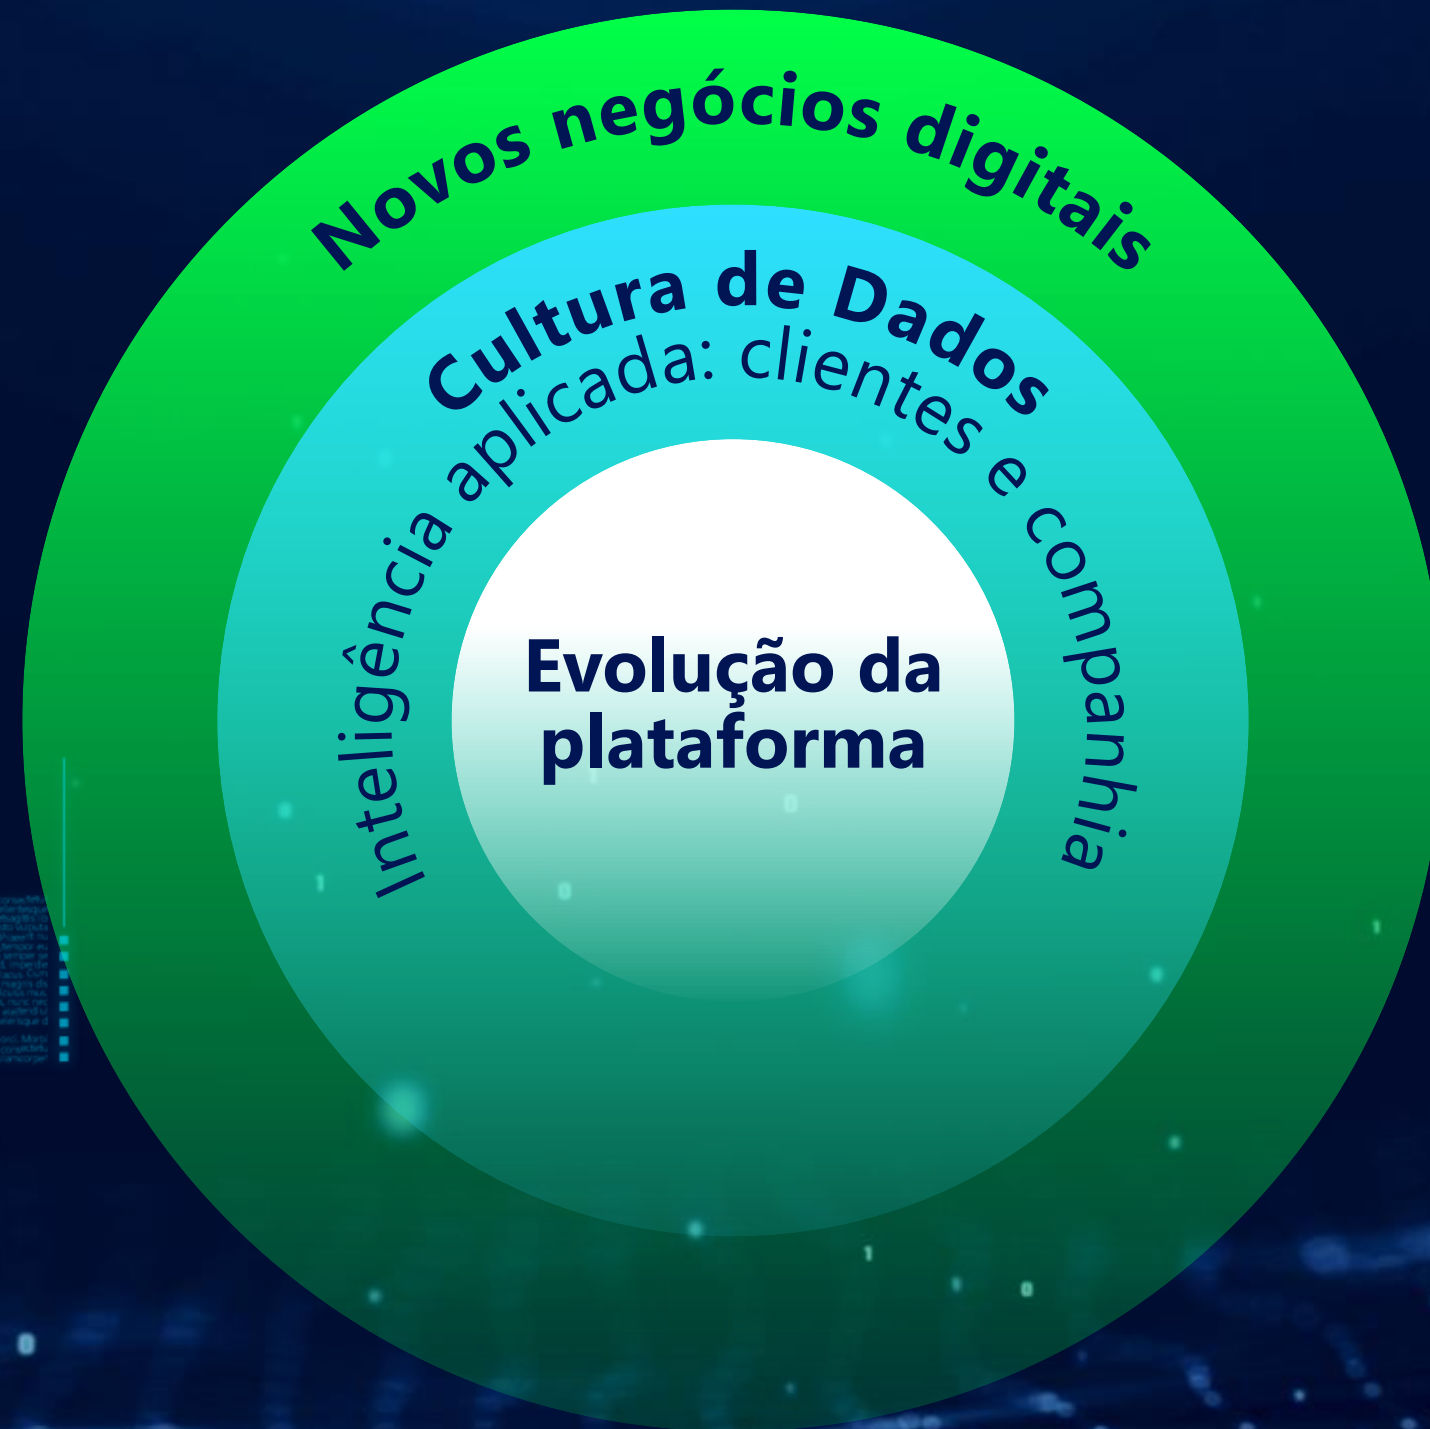 Novos negócios digitais
Cultura de Dados
Inteligência aplicada: clientes e companhia
Evolução da
plataforma